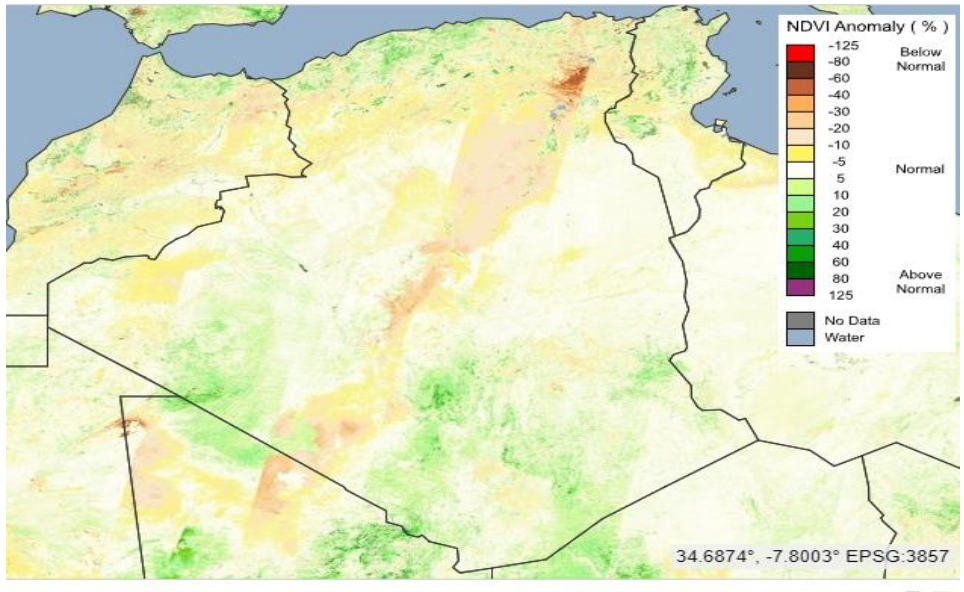 NDVI Anomaly ( % )
-125
Below
Normal
-80
-60
-40
-30
-20
-10
-5
Normal
5
10
20
30
40
60
80
Above
Normal
125
No Data
Water
34.6874°, -7.8003° EPSG:3857